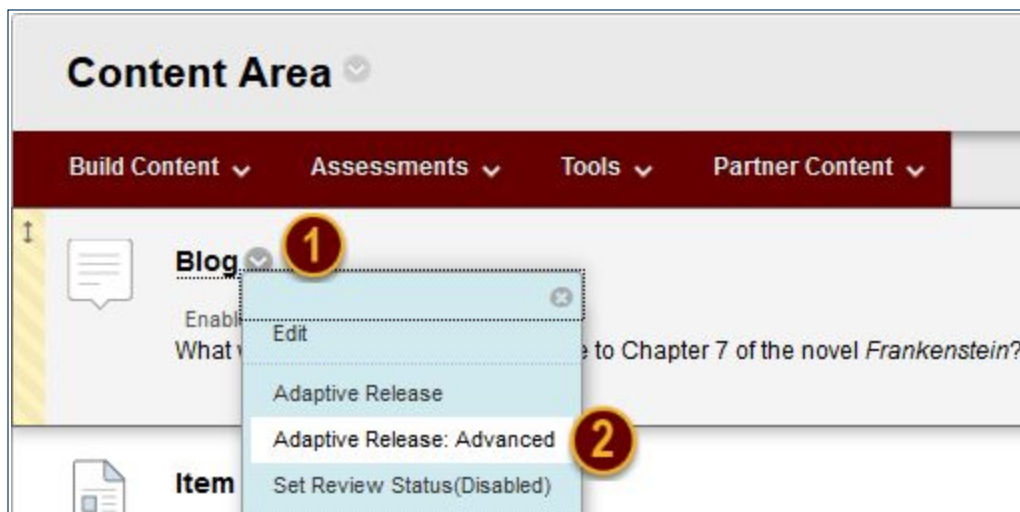 Content Area
Build Content Assessments Tools Partner Content
Blog 1
Edit
What to Chapter 7 of the novel Frankenstein?
Adaptive Release
Adaptive Release: Advanced 2
Item Set Review Status(Disabled)